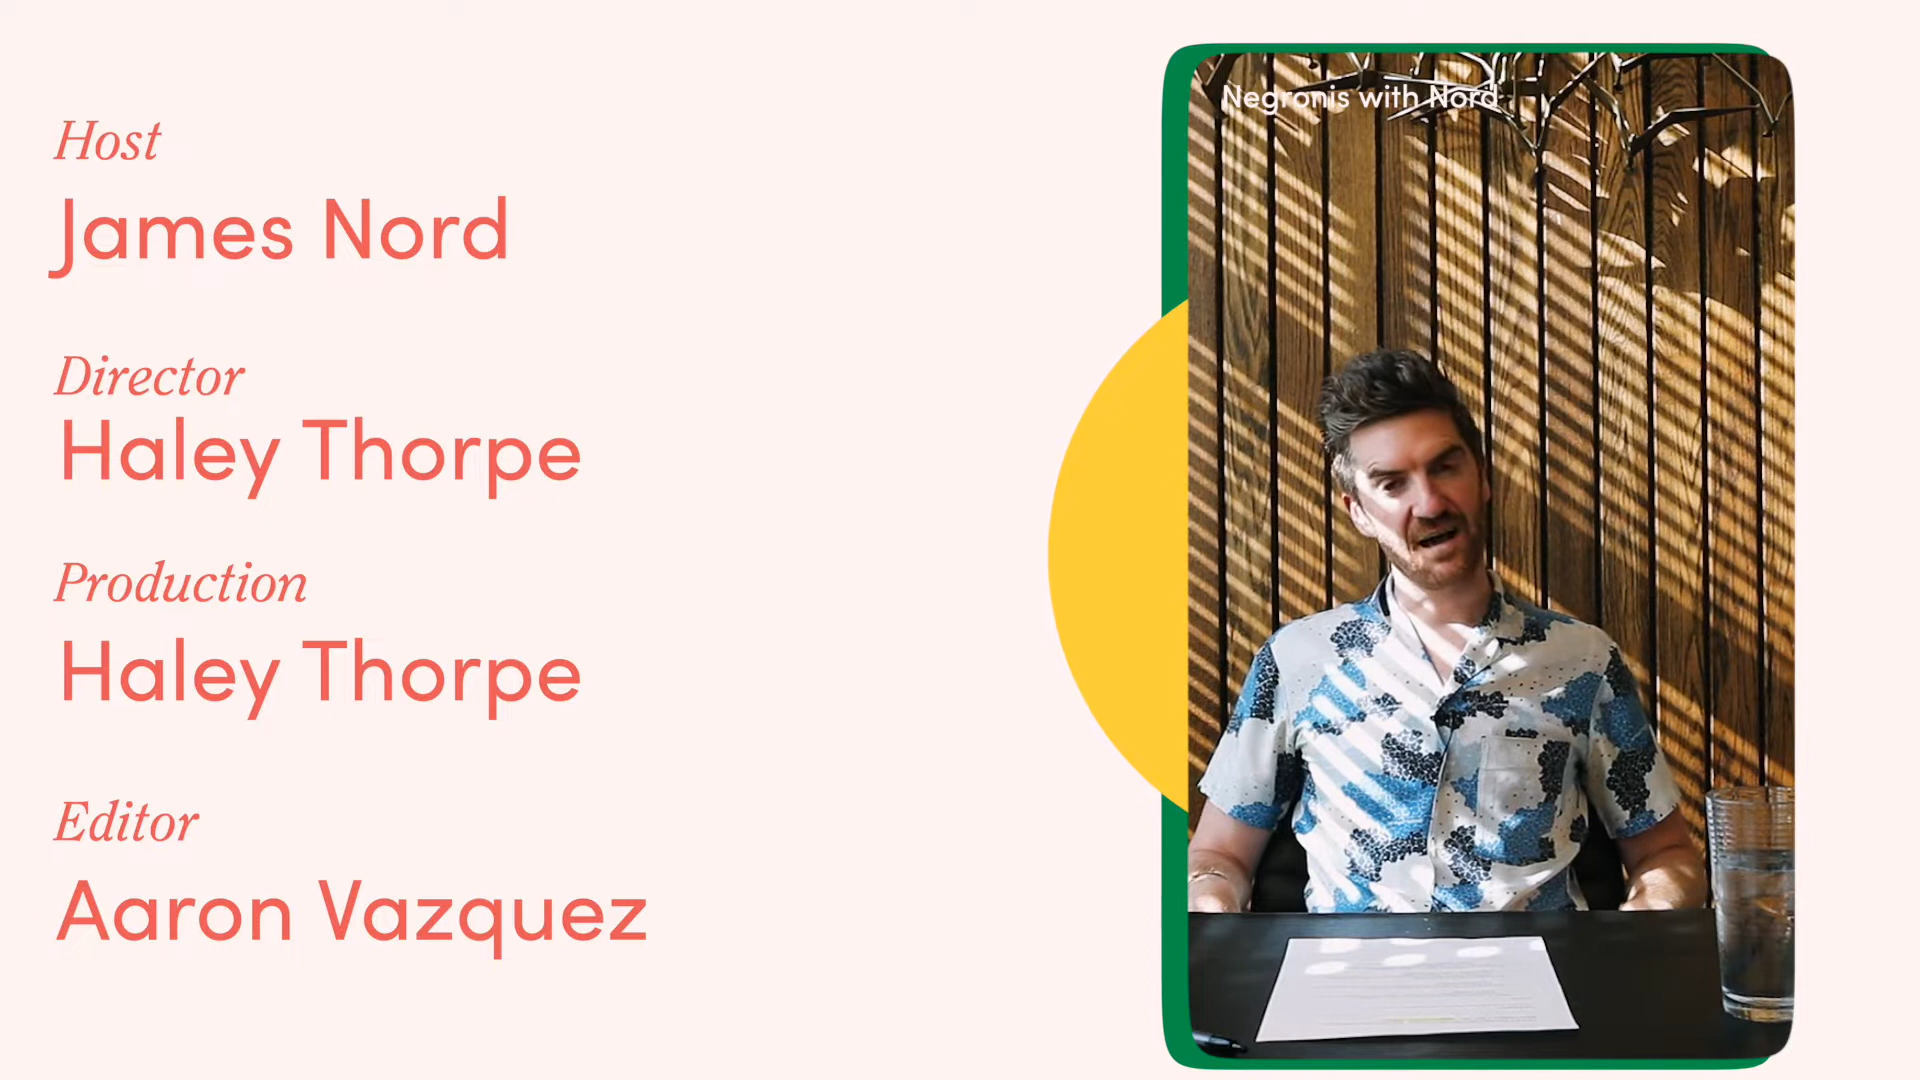 Host
James Nord
Director
Haley Thorpe
Production
Haley Thorpe
Editor
Aaron Vazquez
Negronis with Nord